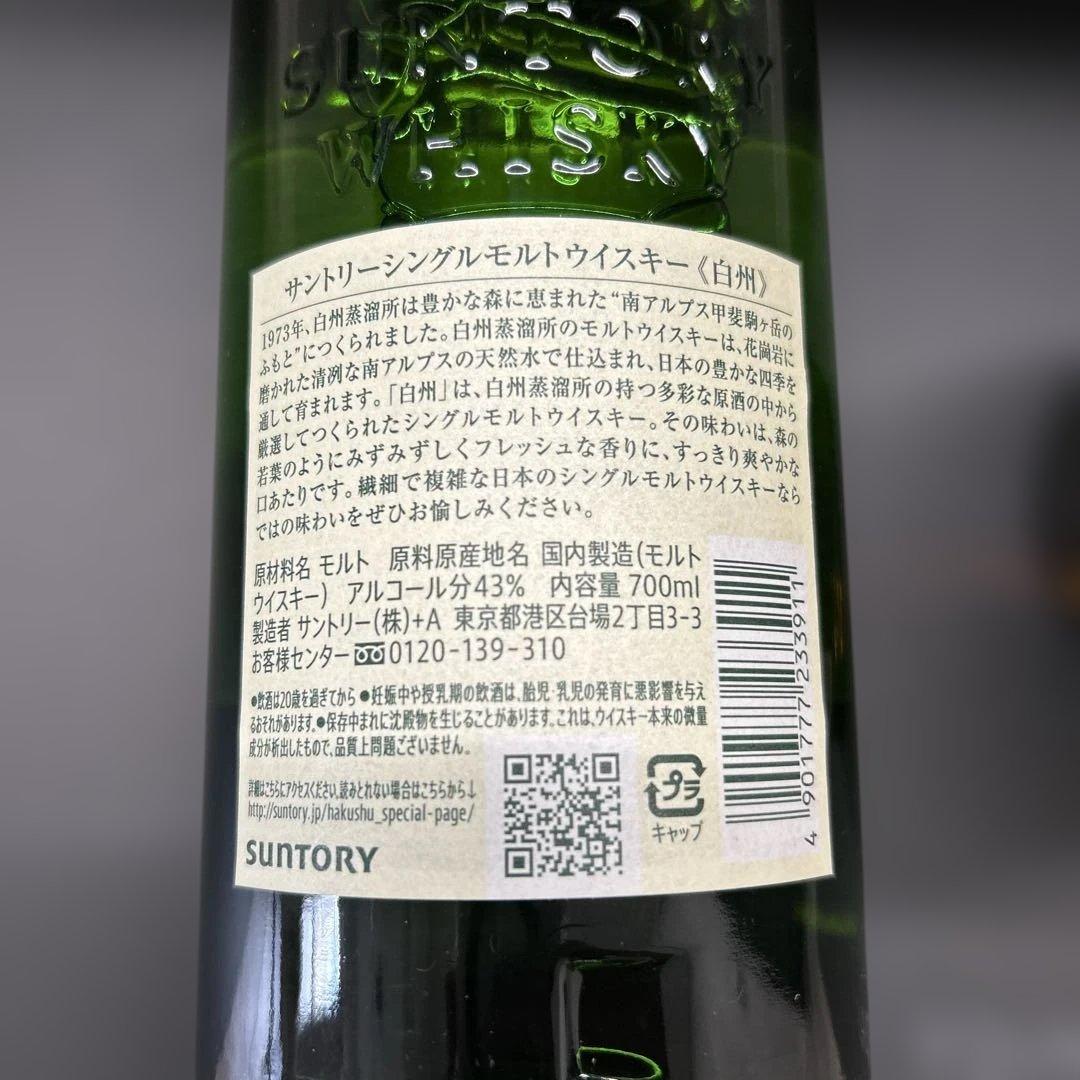 SUNTORY
WHISKY
サントリーシングルモルトウイスキー《白州》
1973年、白州蒸溜所は豊かな森に恵まれた“南アルプス甲斐駒ヶ岳の
ふもと”につくられました。白州蒸溜所のモルトウイスキーは、花崗岩に
磨かれた清冽な南アルプスの天然水で仕込まれ、日本の豊かな四季を
通して育まれます。「白州」は、白州蒸溜所の持つ多彩な原酒の中から
厳選してつくられたシングルモルトウイスキー。その味わいは、森の
若葉のようにみずみずしくフレッシュな香りに、すっきり爽やかな
口あたりです。繊細で複雑な日本のシングルモルトウイスキーなら
ではの味わいをぜひお愉しみください。
原材料名 モルト 原料原産地名 国内製造(モルト
ウイスキー) アルコール分43% 内容量 700ml
製造者 サントリー(株)+A 東京都港区台場2丁目3-3
お客様センター 0120-139-310
●飲酒は20歳を過ぎてから ●妊娠中や授乳期の飲酒は、胎児・乳児の発育に悪影響を与え
るおそれがあります。●保存中まれに沈殿物を生じることがあります。これは、ウイスキー本来の微量
成分が析出したもので、品質上問題ございません。
詳細はこちらにアクセスください。読みとれない場合はこちらから↓
http://suntory.jp/hakushu_special-page/
SUNTORY
プラ
キャップ
4 901777 233911